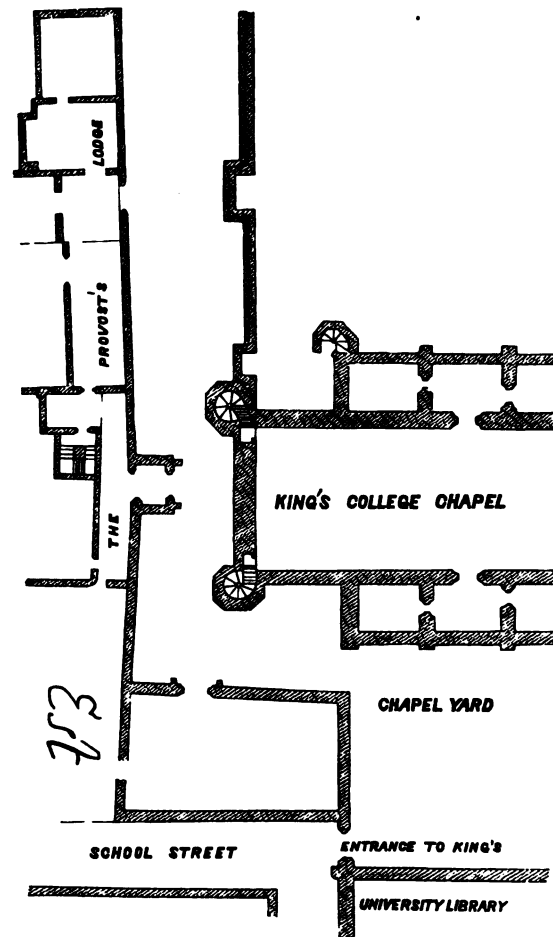 THE PROVOST'S LODGE
KING'S COLLEGE CHAPEL
CHAPEL YARD
SCHOOL STREET
ENTRANCE TO KING'S
UNIVERSITY LIBRARY